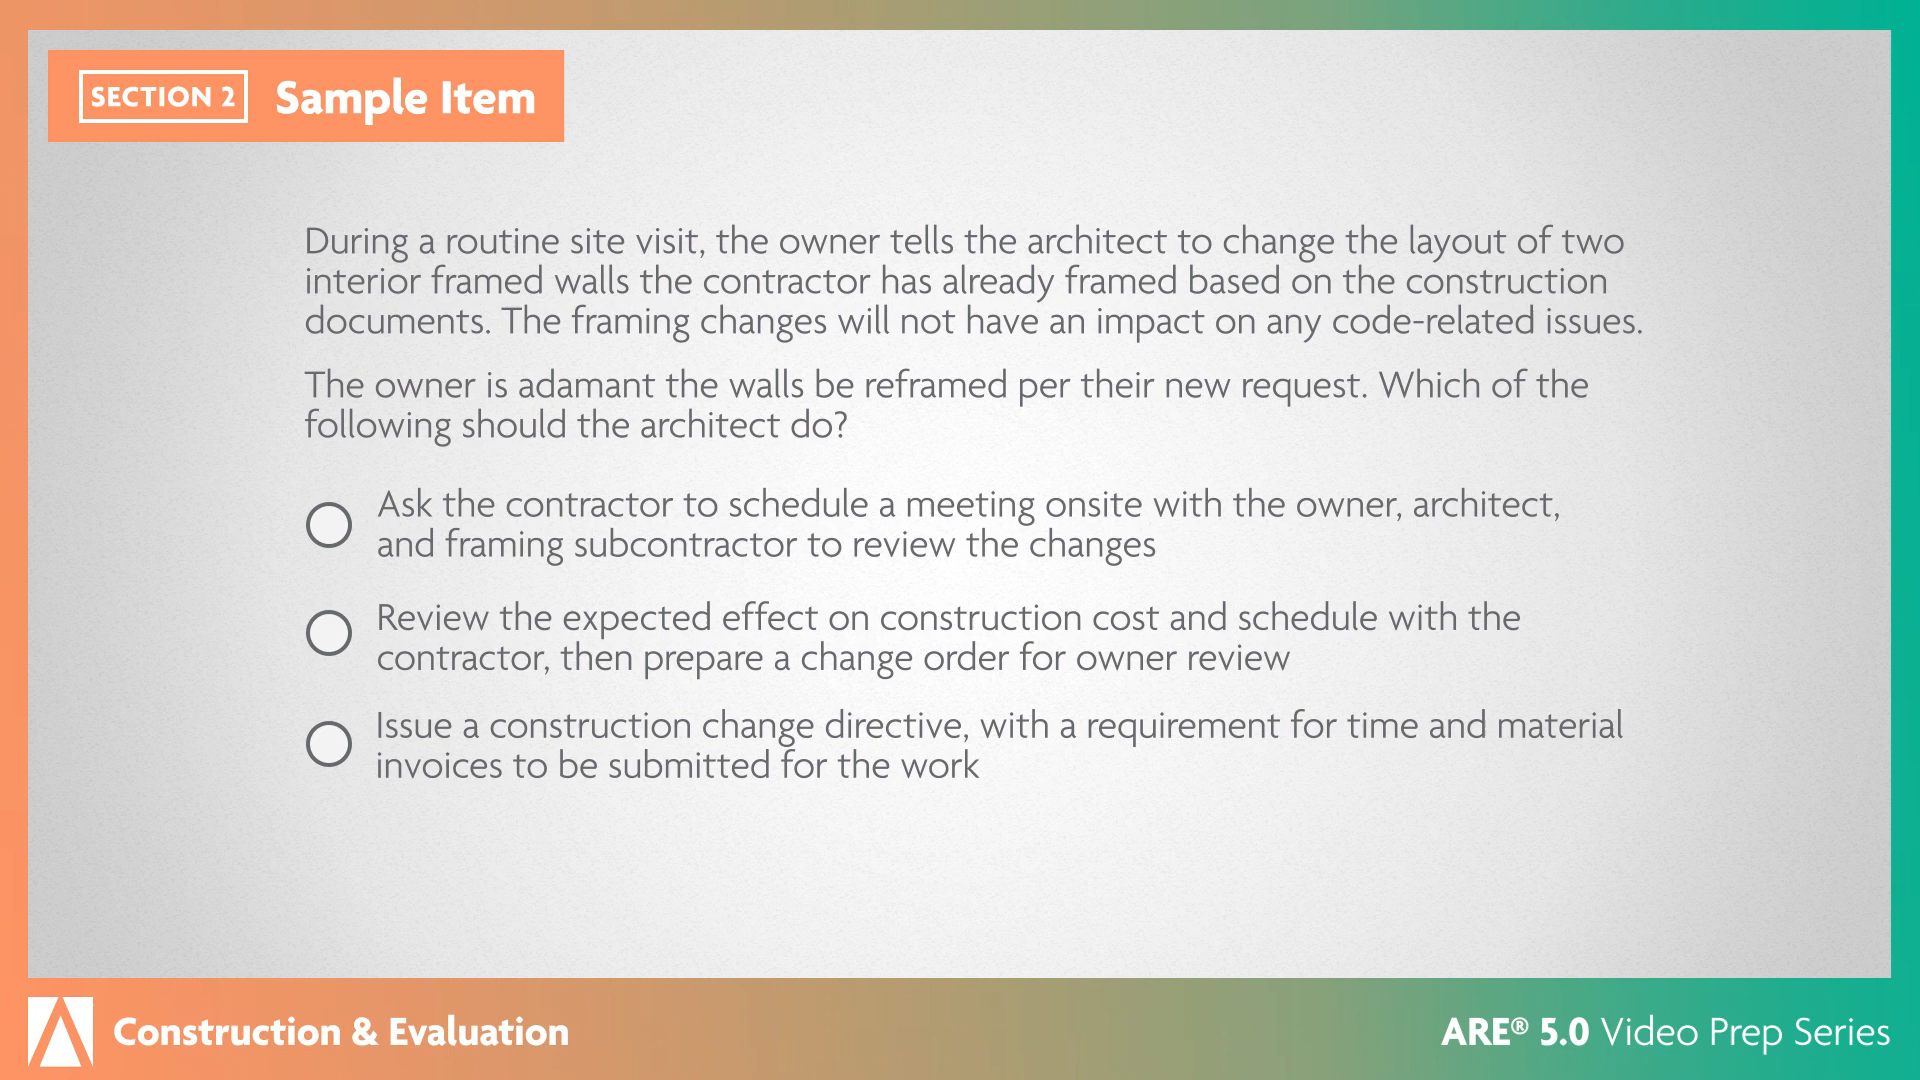 SECTION 2 Sample Item
During a routine site visit, the owner tells the architect to change the layout of two
interior framed walls the contractor has already framed based on the construction
documents. The framing changes will not have an impact on any code-related issues.
The owner is adamant the walls be reframed per their new request. Which of the
following should the architect do?
Ask the contractor to schedule a meeting onsite with the owner, architect,
and framing subcontractor to review the changes
Review the expected effect on construction cost and schedule with the
contractor, then prepare a change order for owner review
Issue a construction change directive, with a requirement for time and material
invoices to be submitted for the work
Construction & Evaluation
ARE® 5.0 Video Prep Series